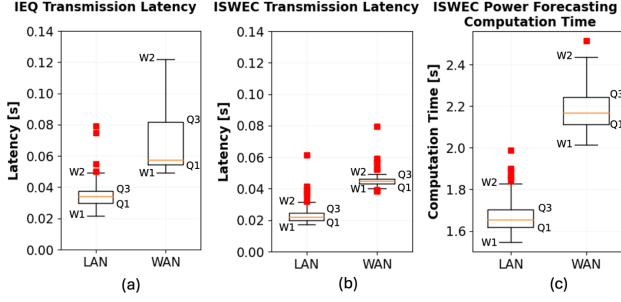 IEQ Transmission Latency
Latency [s]
0.14
0.12
0.10
0.08
0.06
0.04
0.02
0.00
W2
Q3
Q1
W1
W2
Q3
Q1
W1
LAN
WAN
(a)
ISWEC Transmission Latency
Latency [s]
0.14
0.12
0.10
0.08
0.06
0.04
0.02
0.00
W2
Q3
Q1
W1
W2
Q3
Q1
W1
LAN
WAN
(b)
ISWEC Power Forecasting
Computation Time
Computation Time [s]
2.4
2.2
2.0
1.8
1.6
W2
Q3
Q1
W1
W2
Q3
Q1
W1
LAN
WAN
(c)